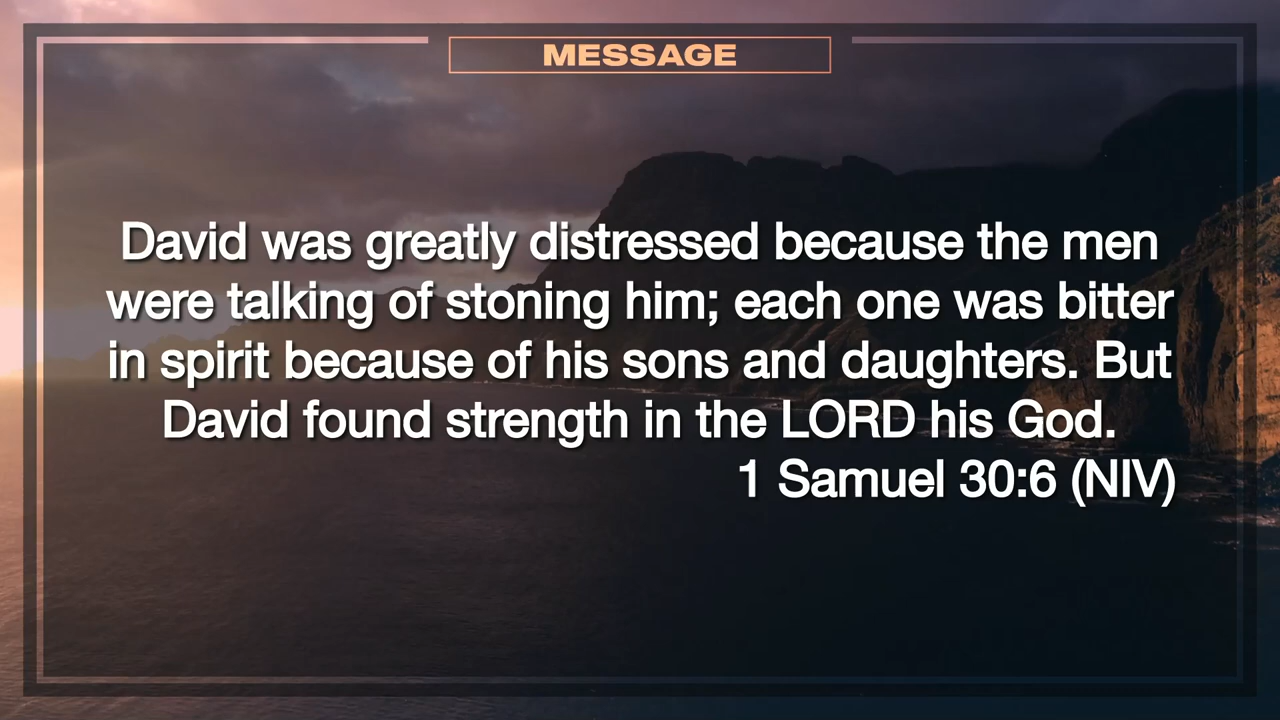 MESSAGE
David was greatly distressed because the men
were talking of stoning him; each one was bitter
in spirit because of his sons and daughters. But
David found strength in the LORD his God.
1 Samuel 30:6 (NIV)